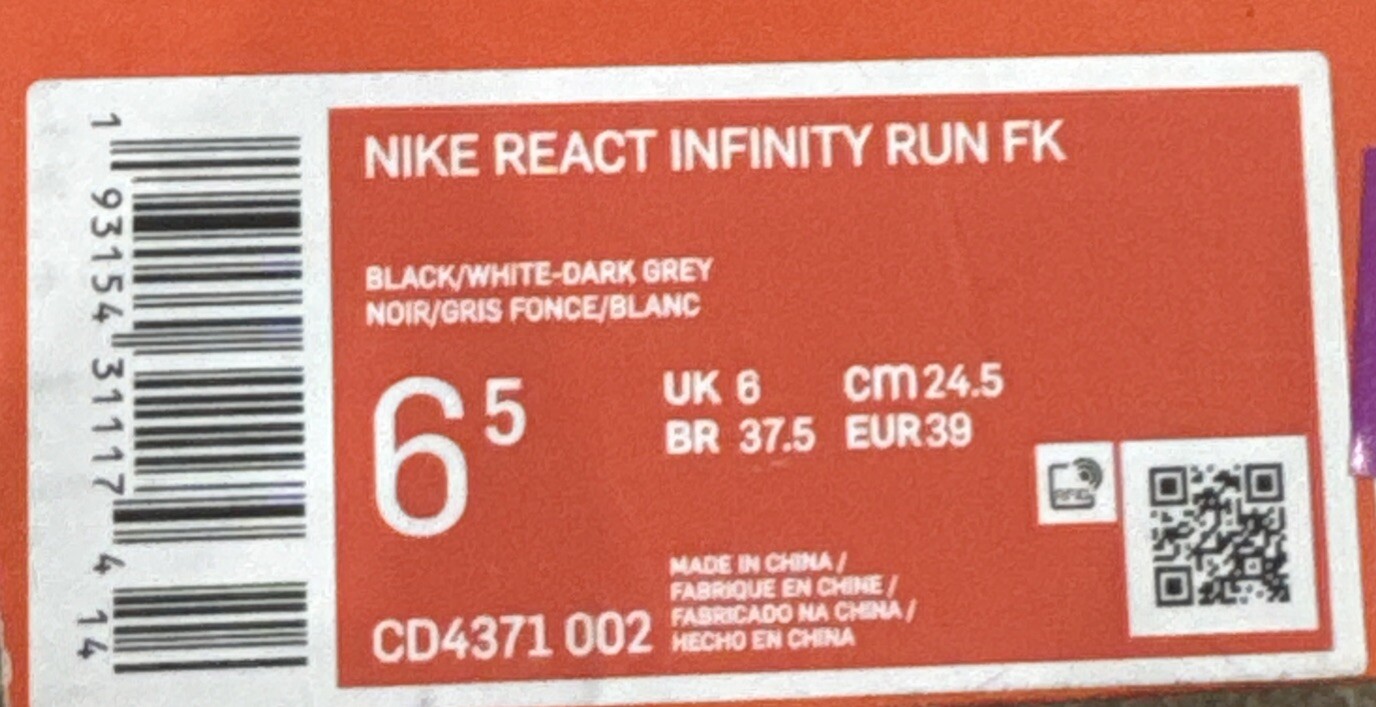 NIKE REACT INFINITY RUN FK
BLACK/WHITE-DARK GREY
NOIR/GRIS FONCE/BLANC
6 5
UK 6 cm 24.5
BR 37.5 EUR 39
RFID
MADE IN CHINA /
FABRIQUE EN CHINE /
FABRICADO NA CHINA /
HECHO EN CHINA
CD4371 002
1 93154 31117 4 14